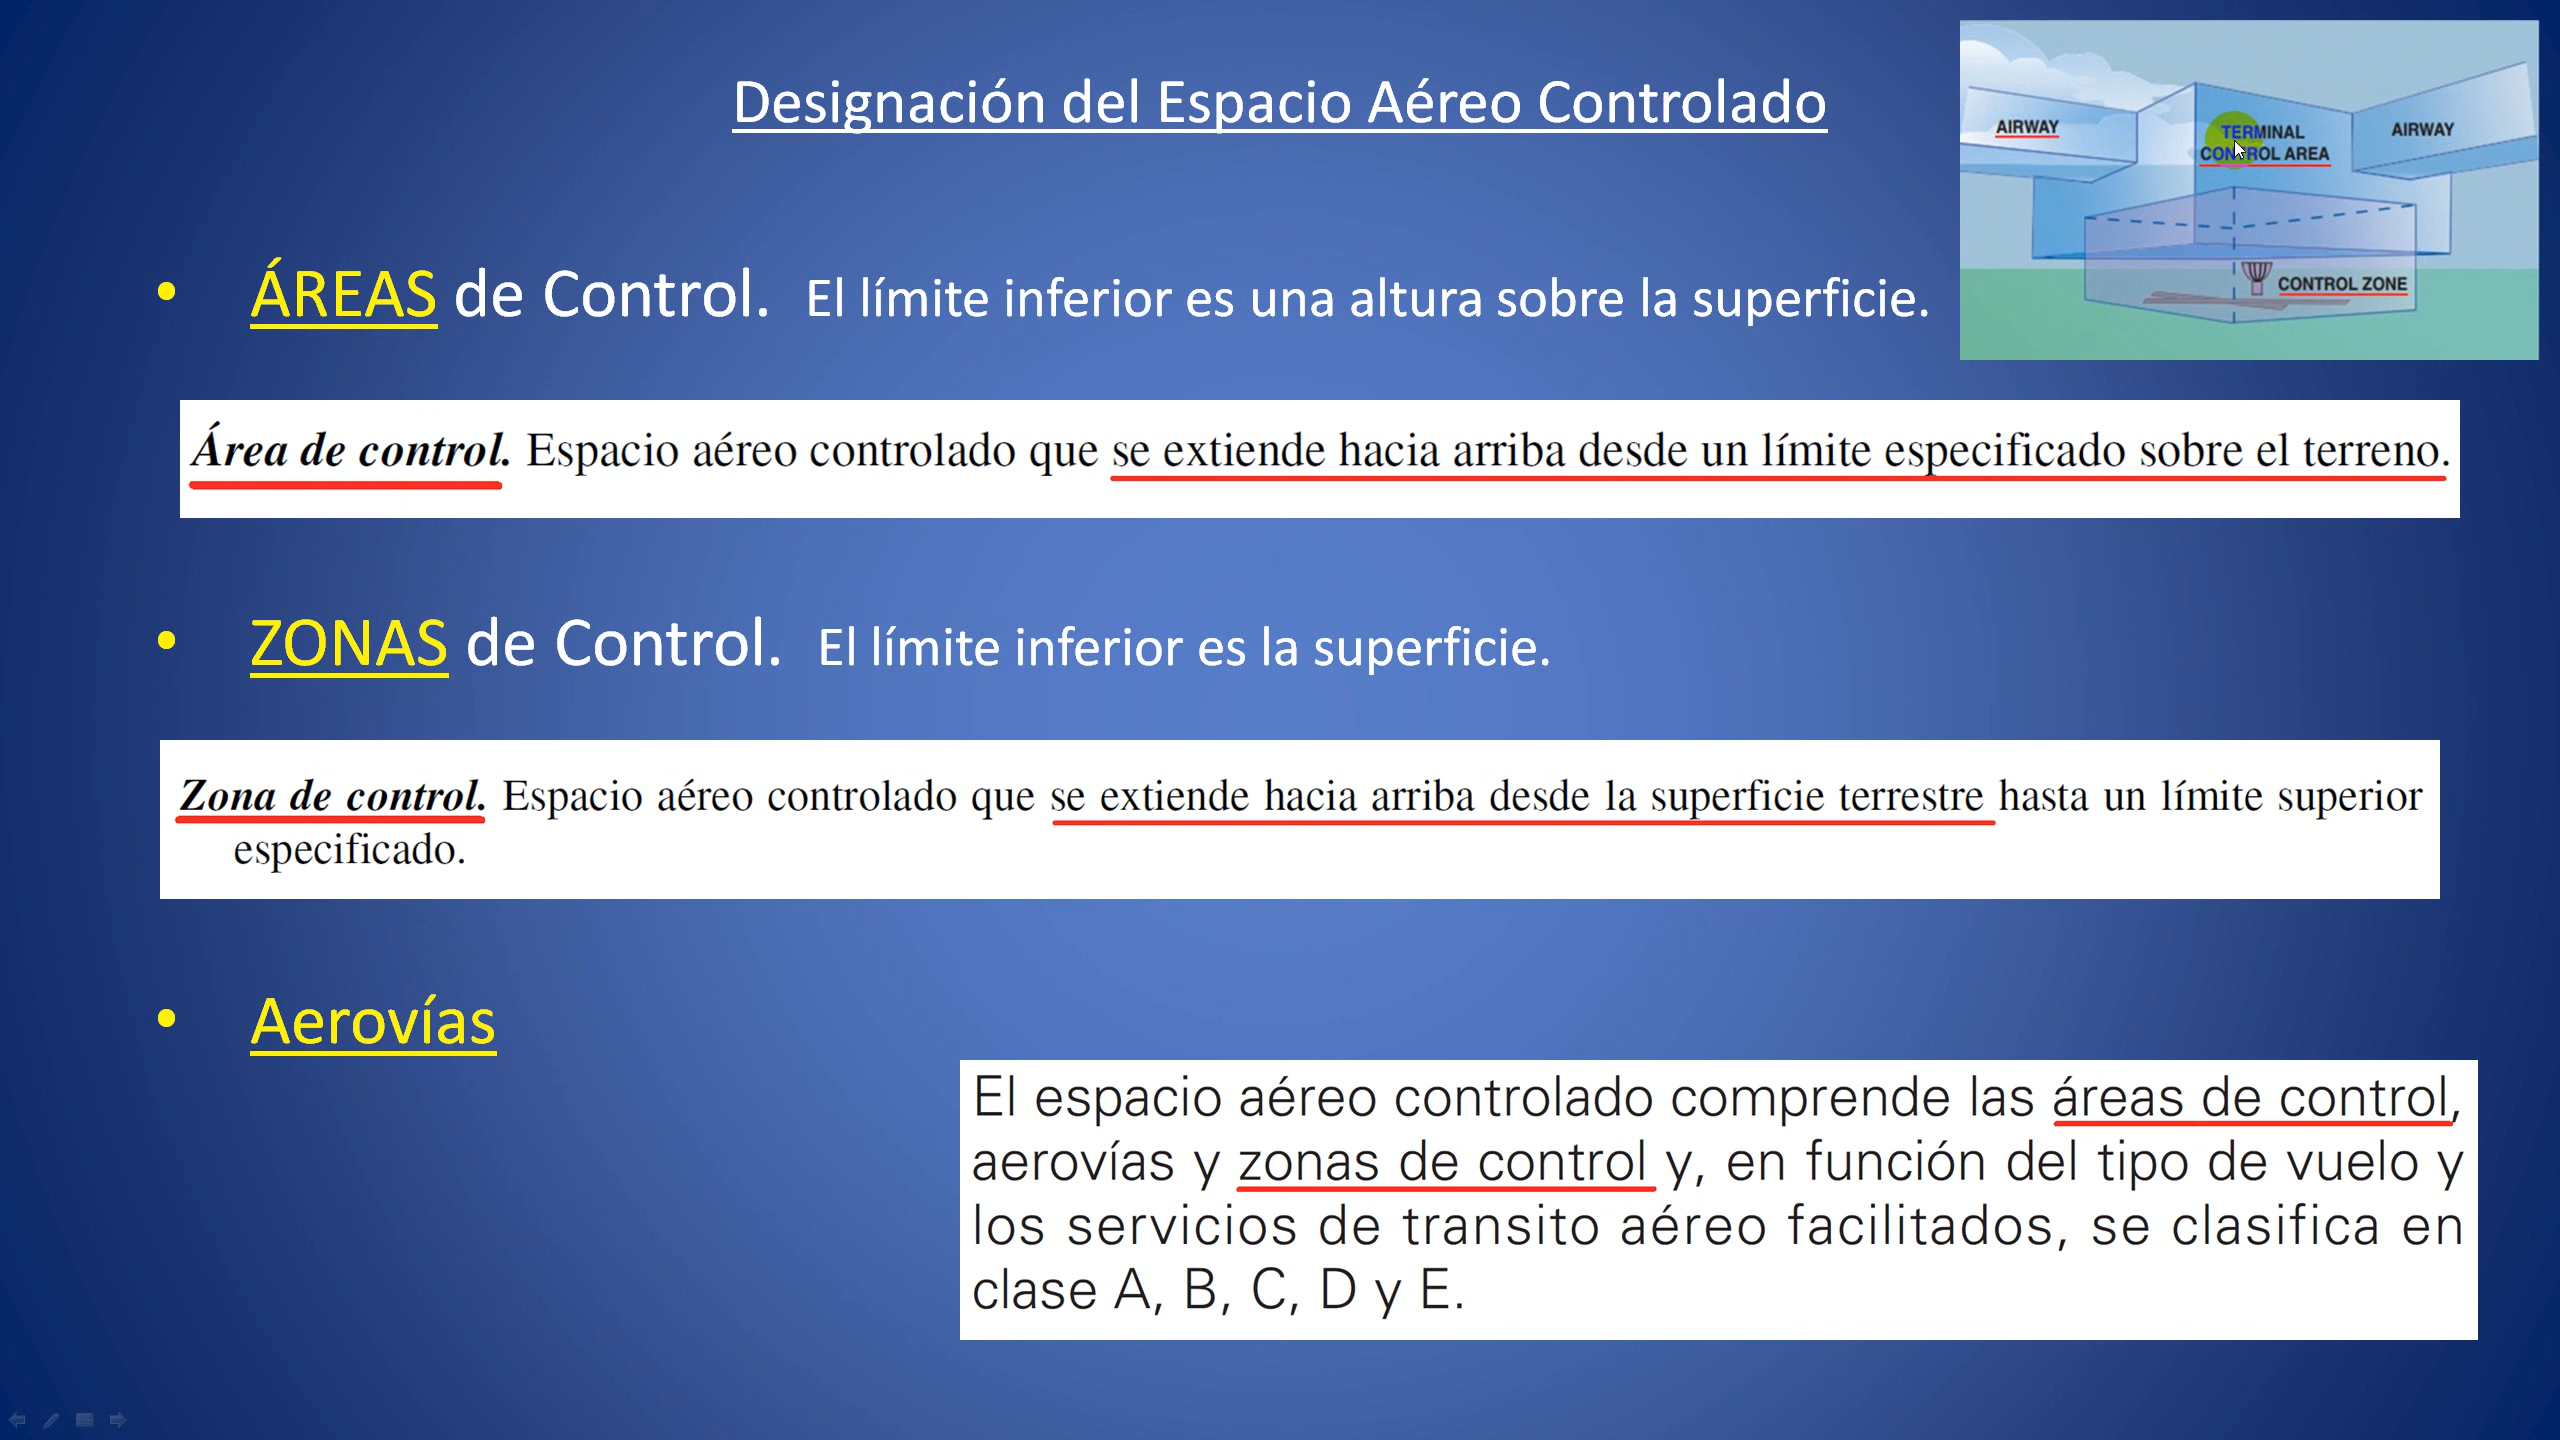 Designación del Espacio Aéreo Controlado
AIRWAY
TERMINAL
CONTROL AREA
AIRWAY
CONTROL ZONE
• ÁREAS de Control. El límite inferior es una altura sobre la superficie.
Área de control. Espacio aéreo controlado que se extiende hacia arriba desde un límite especificado sobre el terreno.
• ZONAS de Control. El límite inferior es la superficie.
Zona de control. Espacio aéreo controlado que se extiende hacia arriba desde la superficie terrestre hasta un límite superior
especificado.
• Aerovías
El espacio aéreo controlado comprende las áreas de control,
aerovías y zonas de control y, en función del tipo de vuelo y
los servicios de transito aéreo facilitados, se clasifica en
clase A, B, C, D y E.